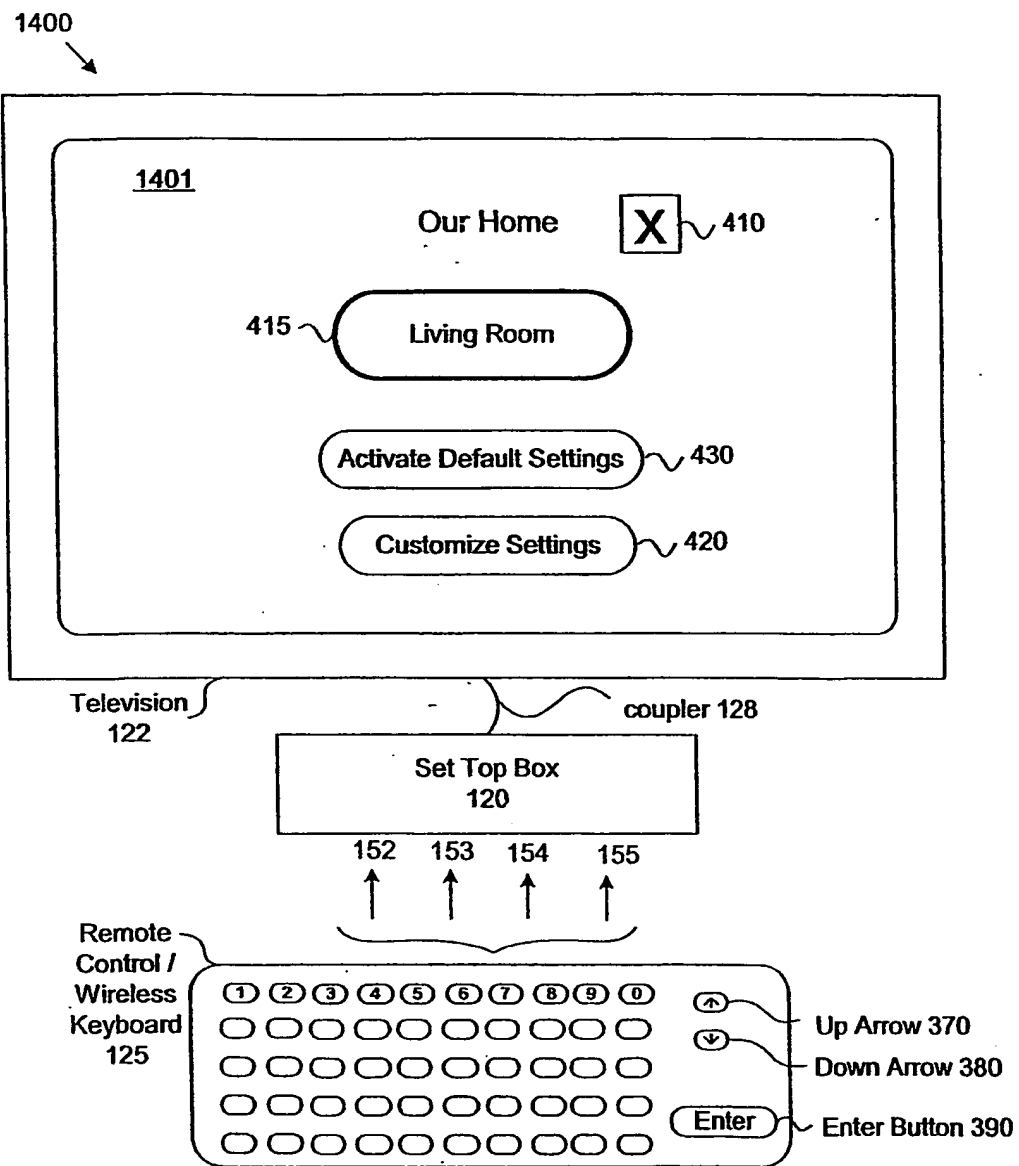 1400
1401
Our Home
X
410
415
Living Room
Activate Default Settings
430
Customize Settings
420
Television
122
coupler 128
Set Top Box
120
152 153 154 155
Remote
Control /
Wireless
Keyboard
125
1 2 3 4 5 6 7 8 9 0
Up Arrow 370
Down Arrow 380
Enter
Enter Button 390